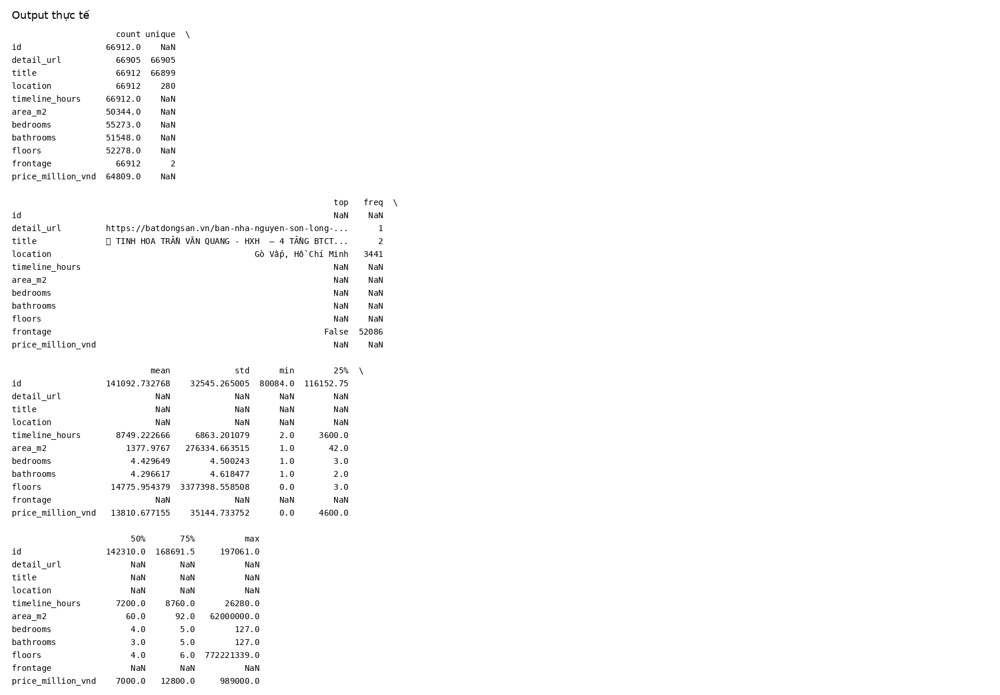 Output thực tế
count unique \
id 66912.0 NaN
detail_url 66905 66905
title 66912 66899
location 66912 280
timeline_hours 66912.0 NaN
area_m2 50344.0 NaN
bedrooms 55273.0 NaN
bathrooms 51548.0 NaN
floors 52278.0 NaN
frontage 66912 2
price_million_vnd 64809.0 NaN
top freq \
id NaN NaN
detail_url https://batdongsan.vn/ban-nha-nguyen-son-long-... 1
title TINH HOA TRẦN VĂN QUANG - HXH – 4 TẦNG BTCT... 2
location Gò Vấp, Hồ Chí Minh 3441
timeline_hours NaN NaN
area_m2 NaN NaN
bedrooms NaN NaN
bathrooms NaN NaN
floors NaN NaN
frontage False 52086
price_million_vnd NaN NaN
mean std min 25% \
id 141092.732768 32545.265005 80084.0 116152.75
detail_url NaN NaN NaN NaN
title NaN NaN NaN NaN
location NaN NaN NaN NaN
timeline_hours 8749.222666 6863.201079 2.0 3600.0
area_m2 1377.9767 276334.663515 1.0 42.0
bedrooms 4.429649 4.500243 1.0 3.0
bathrooms 4.296617 4.618477 1.0 2.0
floors 14775.954379 3377398.558508 0.0 3.0
frontage NaN NaN NaN NaN
price_million_vnd 13810.677155 35144.733752 0.0 4600.0
50% 75% max
id 142310.0 168691.5 197061.0
detail_url NaN NaN NaN
title NaN NaN NaN
location NaN NaN NaN
timeline_hours 7200.0 8760.0 26280.0
area_m2 60.0 92.0 62000000.0
bedrooms 4.0 5.0 127.0
bathrooms 3.0 5.0 127.0
floors 4.0 6.0 772221339.0
frontage NaN NaN NaN
price_million_vnd 7000.0 12800.0 989000.0